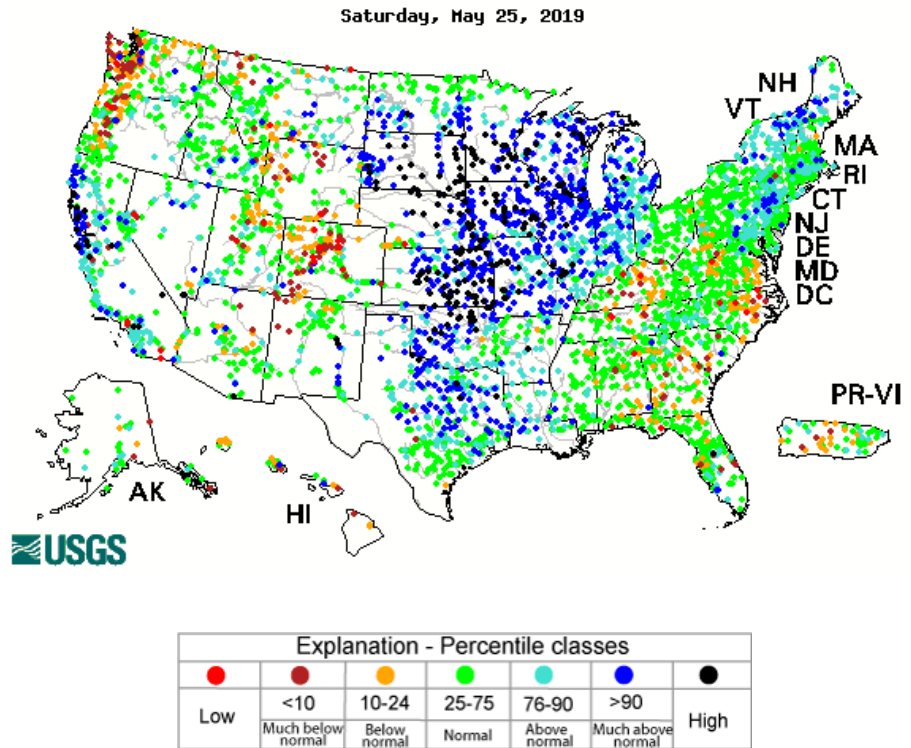 Saturday, May 25, 2019
NH
VT
MA
RI
CT
NJ
DE
MD
DC
PR-VI
AK
HI
USGS
Explanation - Percentile classes
<10 10-24 25-75 76-90 >90
Low Much below normal Below normal Normal Above normal Much above normal High